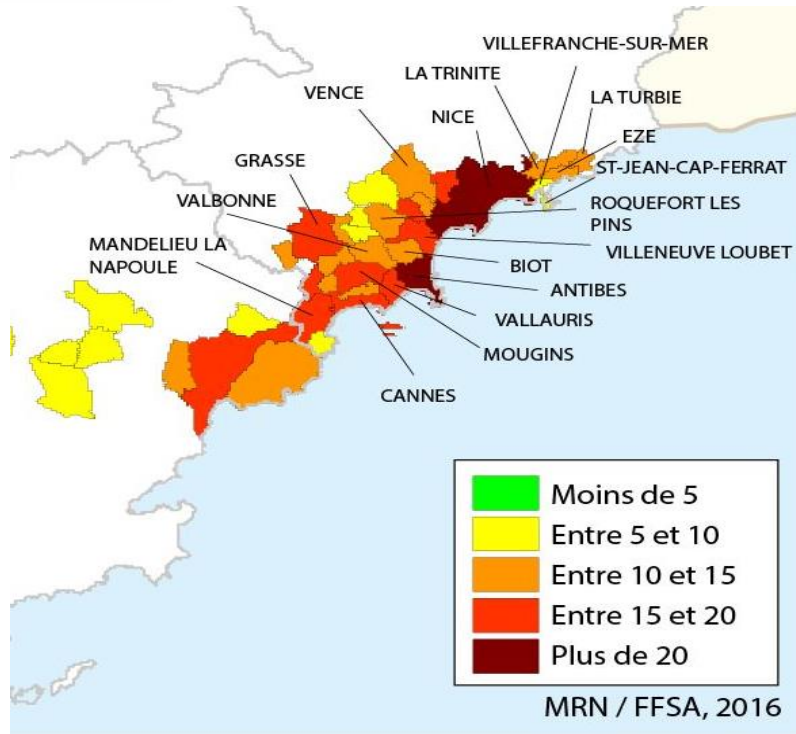 VILLEFRANCHE-SUR-MER
LA TRINITE
LA TURBIE
VENCE
NICE
EZE
GRASSE
ST-JEAN-CAP-FERRAT
VALBONNE
ROQUEFORT LES
PINS
MANDELIEU LA
NAPOULE
VILLENEUVE LOUBET
BIOT
ANTIBES
VALLAURIS
MOUGINS
CANNES
Moins de 5
Entre 5 et 10
Entre 10 et 15
Entre 15 et 20
Plus de 20
MRN / FFSA, 2016